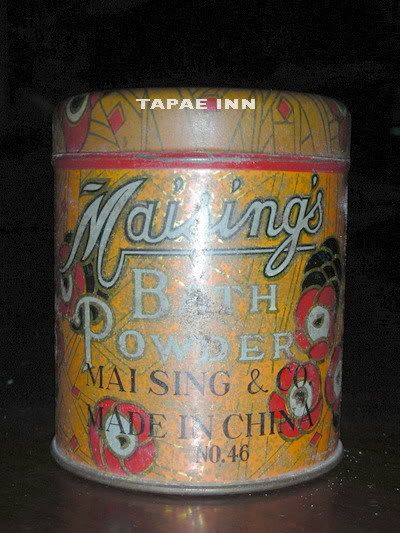 TAPAE INN
Maising's
BATH
POWDER
MAI SING & CO.
MADE IN CHINA
NO. 46